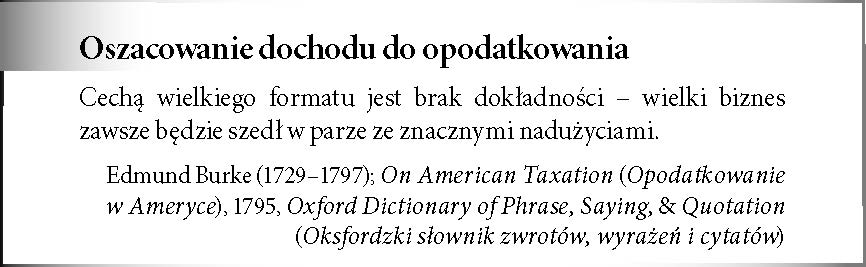 Oszacowanie dochodu do opodatkowania
Cechą wielkiego formatu jest brak dokładności – wielki biznes
zawsze będzie szedł w parze ze znacznymi nadużyciami.
Edmund Burke (1729–1797); On American Taxation (Opodatkowanie
w Ameryce), 1795, Oxford Dictionary of Phrase, Saying, & Quotation
(Oksfordzki słownik zwrotów, wyrażeń i cytatów)